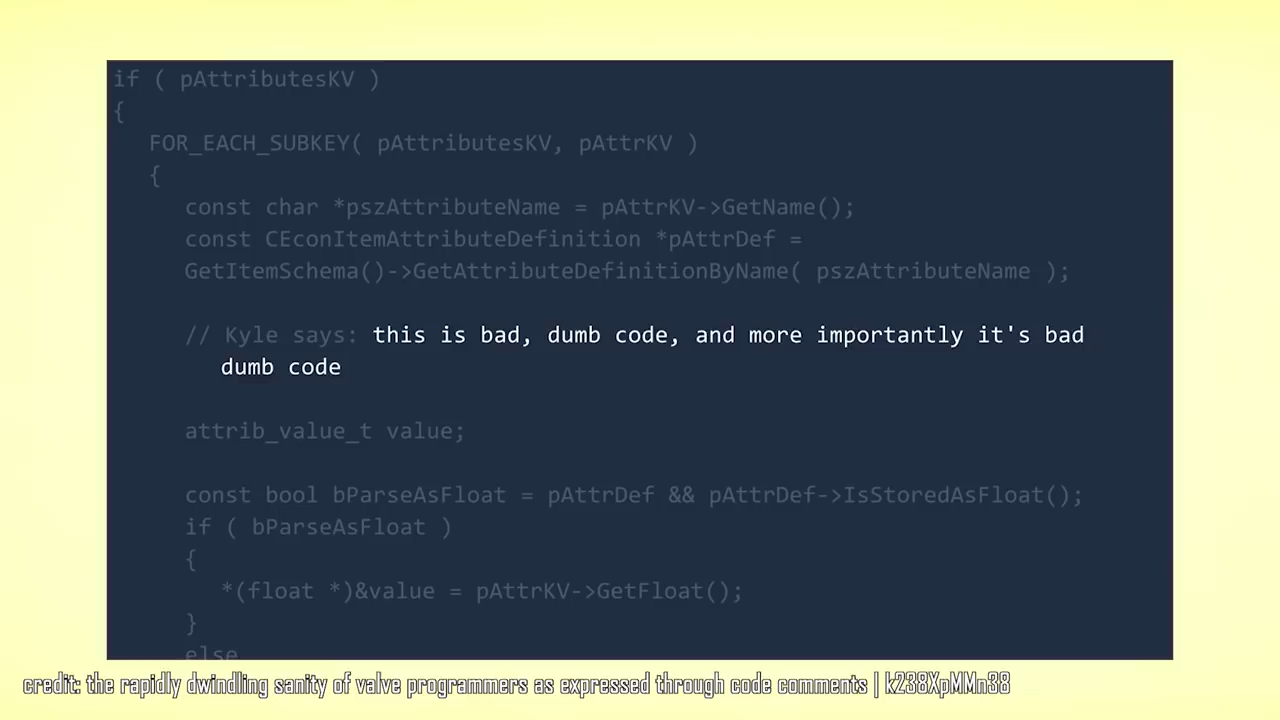 if ( pAttributesKV )
{
FOR_EACH_SUBKEY( pAttributesKV, pAttrKV )
{
const char *pszAttributeName = pAttrKV->GetName();
const CEconItemAttributeDefinition *pAttrDef =
GetItemSchema()->GetAttributeDefinitionByName( pszAttributeName );
// Kyle says: this is bad, dumb code, and more importantly it's bad
dumb code
attrib_value_t value;
const bool bParseAsFloat = pAttrDef && pAttrDef->IsStoredAsFloat();
if ( bParseAsFloat )
{
*(float *)&value = pAttrKV->GetFloat();
}
else
credit: the rapidly dwindling sanity of valve programmers as expressed through code comments | k238XpMMn38